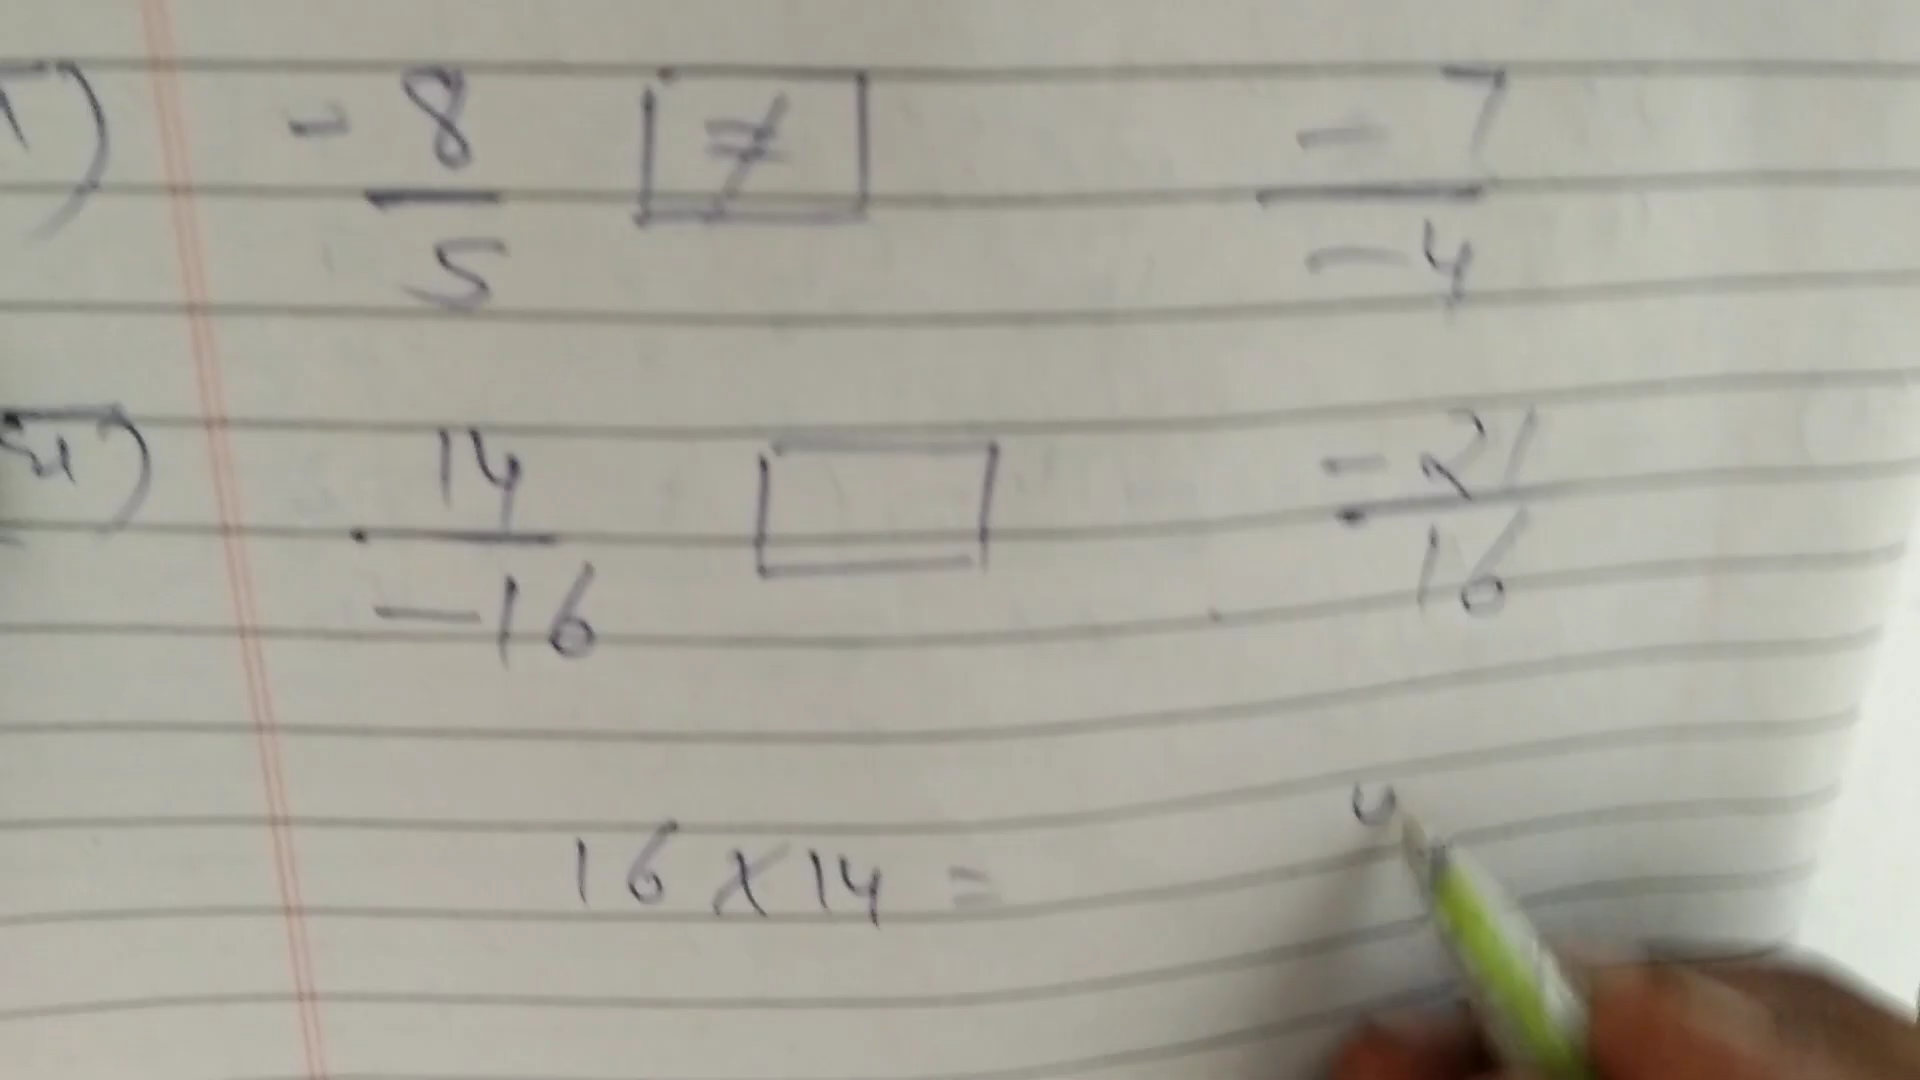 - 8 ≠ - 7
5 - 4
14 - 21
- 16 16
16 x 14 =